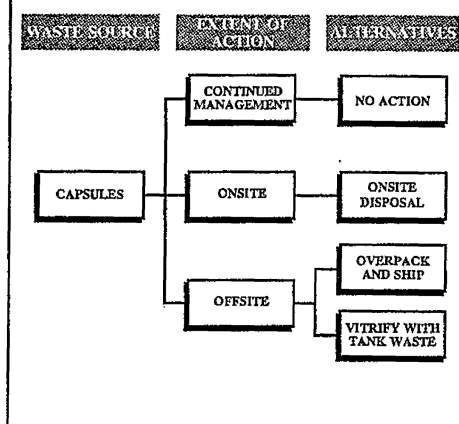 WASTE SOURCE
EXTENT OF
ACTION
ALTERNATIVES
CONTINUED
MANAGEMENT
NO ACTION
CAPSULES
ONSITE
ONSITE
DISPOSAL
OFFSITE
OVERPACK
AND SHIP
VITRIFY WITH
TANK WASTE